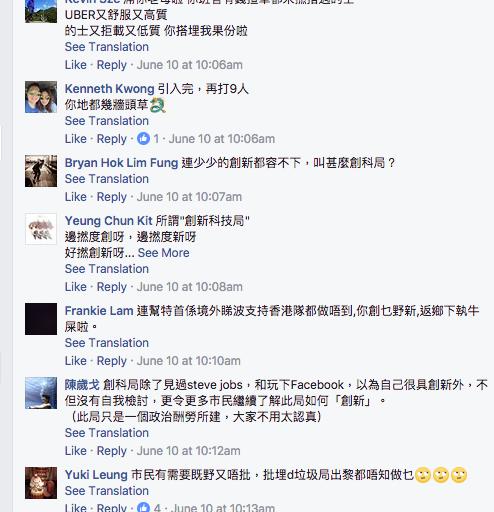 UBER又舒服又高質
的士又拒載又低質 你搭埋我果份啦
See Translation
Like · Reply · June 10 at 10:06am
Kenneth Kwong 引入完，再打9人
你地都幾牆頭草
See Translation
Like · Reply · 1 · June 10 at 10:06am
Bryan Hok Lim Fung 連少少的創新都容不下，叫甚麼創科局？
See Translation
Like · Reply · June 10 at 10:07am
Yeung Chun Kit 所謂"創新科技局"
邊撚度創呀，邊撚度新呀
好撚創新呀... See More
See Translation
Like · Reply · June 10 at 10:08am
Frankie Lam 連幫特首係境外睇波支持香港隊都做唔到,你創乜野新,返鄉下執牛
屎啦。
Like · Reply · June 10 at 10:10am
陳歲戈 創科局除了見過steve jobs，和玩下Facebook，以為自己很具創新外，不
但沒有自我檢討，更令更多市民繼續了解此局如何「創新」。
（此局只是一個政治酬勞所建，大家不用太認真）
See Translation
Like · Reply · June 10 at 10:12am
Yuki Leung 市民有需要既野又唔批，批埋d垃圾局出黎都唔知做乜🙄🙄🙄
See Translation
Like · Reply · 4 · June 10 at 10:13am